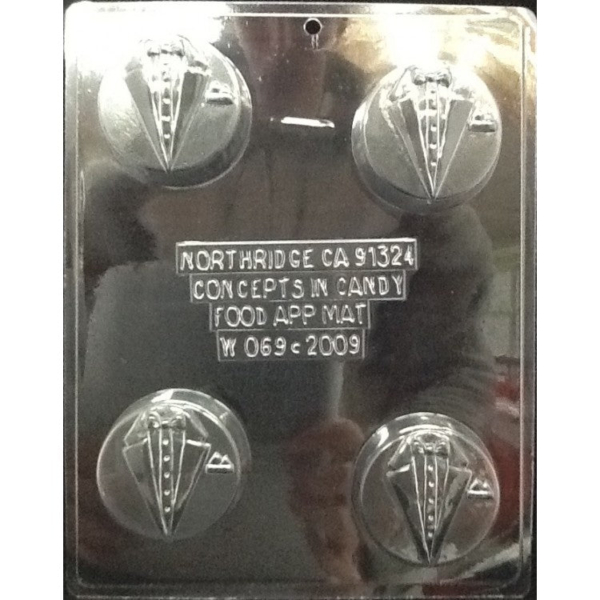 NORTHRIDGE CA 91324
CONCEPTS IN CANDY
FOOD APP MAT
W 069 c 2009